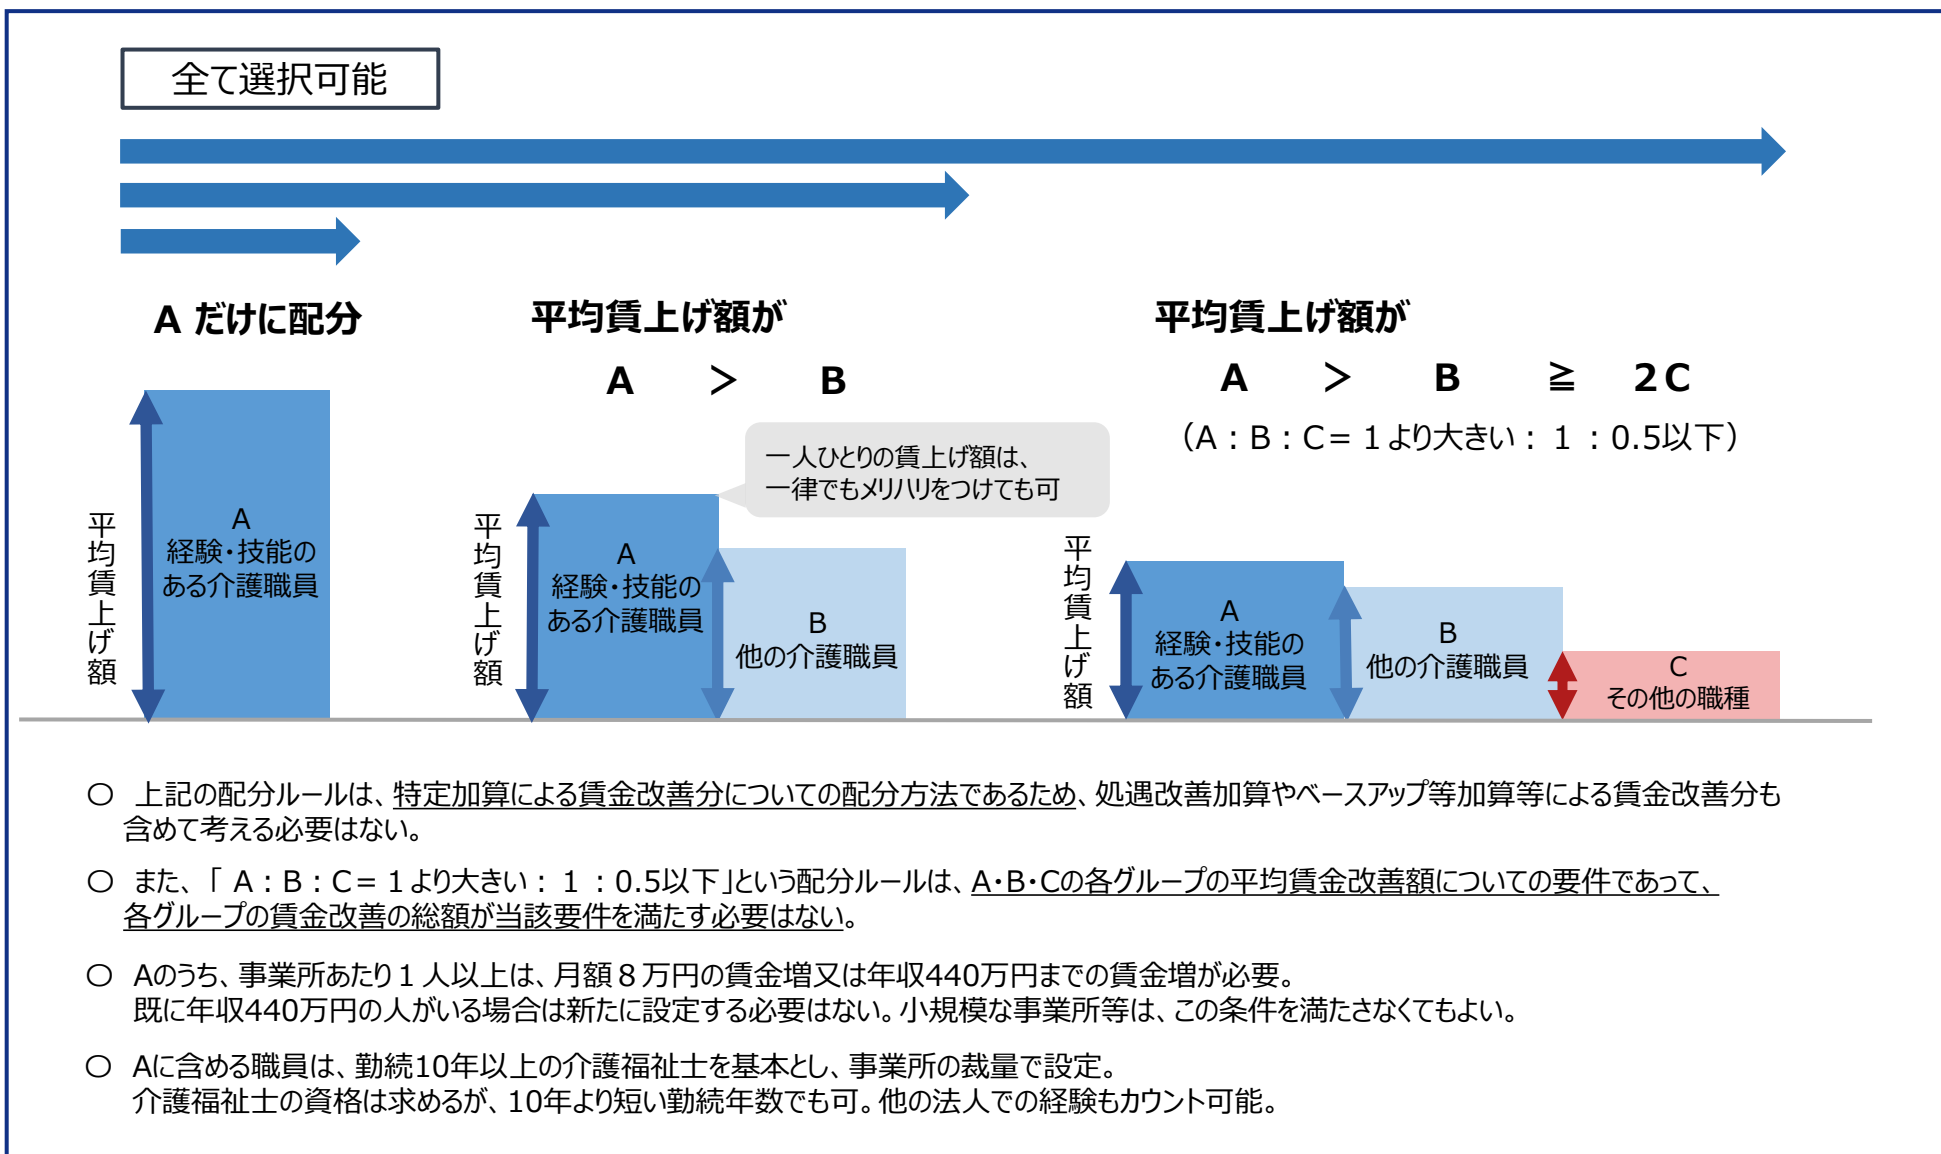 全て選択可能
A だけに配分
平均賃上げ額が
A ＞ B
平均賃上げ額が
A ＞ B ≧ 2C
（A：B：C＝１より大きい：１：0.5以下）
一人ひとりの賃上げ額は、
一律でもメリハリをつけても可
平均賃上げ額
A
経験・技能の
ある介護職員
平均賃上げ額
A
経験・技能の
ある介護職員
B
他の介護職員
平均賃上げ額
A
経験・技能の
ある介護職員
B
他の介護職員
C
その他の職種
○ 上記の配分ルールは、特定加算による賃金改善分についての配分方法であるため、処遇改善加算やベースアップ等加算等による賃金改善分も
含めて考える必要はない。
○ また、「A：B：C＝１より大きい：１：0.5以下」という配分ルールは、A・B・Cの各グループの平均賃金改善額についての要件であって、
各グループの賃金改善の総額が当該要件を満たす必要はない。
○ Aのうち、事業所あたり１人以上は、月額８万円の賃金増又は年収440万円までの賃金増が必要。
既に年収440万円の人がいる場合は新たに設定する必要はない。小規模な事業所等は、この条件を満たさなくてもよい。
○ Aに含める職員は、勤続10年以上の介護福祉士を基本とし、事業所の裁量で設定。
介護福祉士の資格は求めるが、10年より短い勤続年数でも可。他の法人での経験もカウント可能。